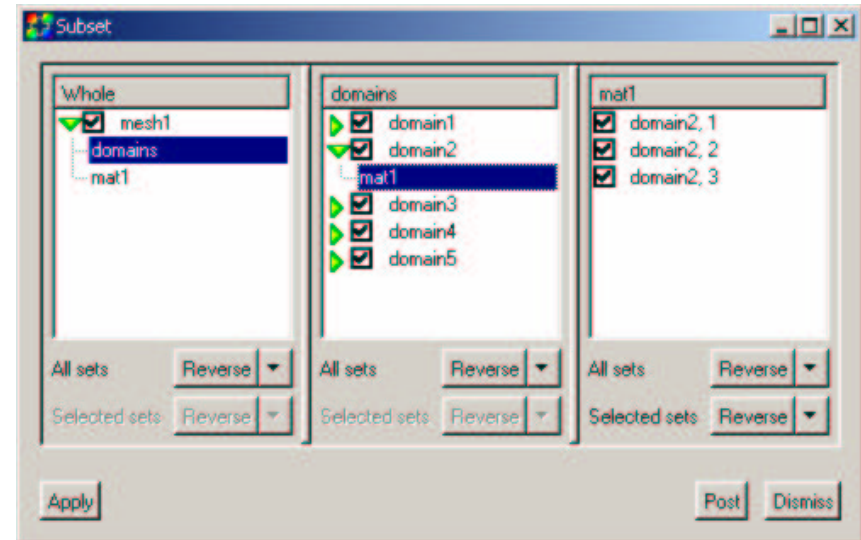 Subset
Whole
mesh1
domains
mat1
All sets Reverse
Selected sets Reverse
domains
domain1
domain2
mat1
domain3
domain4
domain5
All sets Reverse
Selected sets Reverse
mat1
domain2, 1
domain2, 2
domain2, 3
All sets Reverse
Selected sets Reverse
Apply Post Dismiss